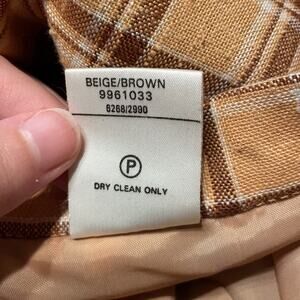 BEIGE/BROWN
9961033
6268/2990
P
DRY CLEAN ONLY